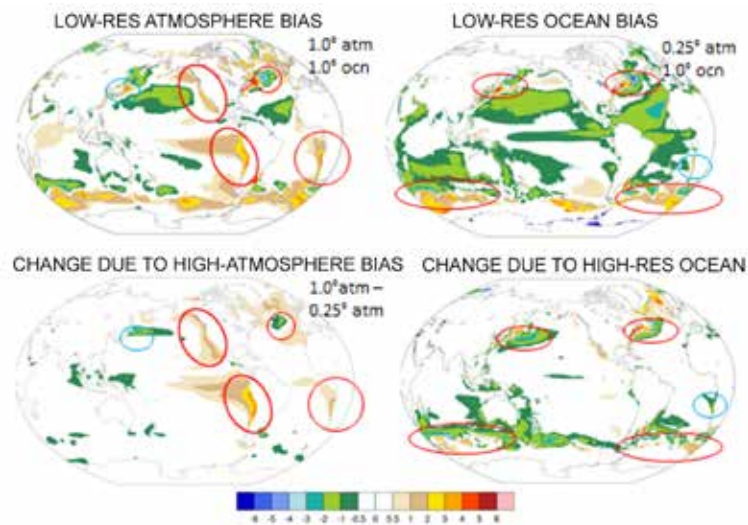 LOW-RES ATMOSPHERE BIAS
1.0° atm
1.0° ocn
LOW-RES OCEAN BIAS
0.25° atm
1.0° ocn
CHANGE DUE TO HIGH-ATMOSPHERE BIAS
1.0°atm –
0.25° atm
CHANGE DUE TO HIGH-RES OCEAN
-6 -5 -4 -3 -2 -1 -0.5 0 0.5 1 2 3 4 5 6